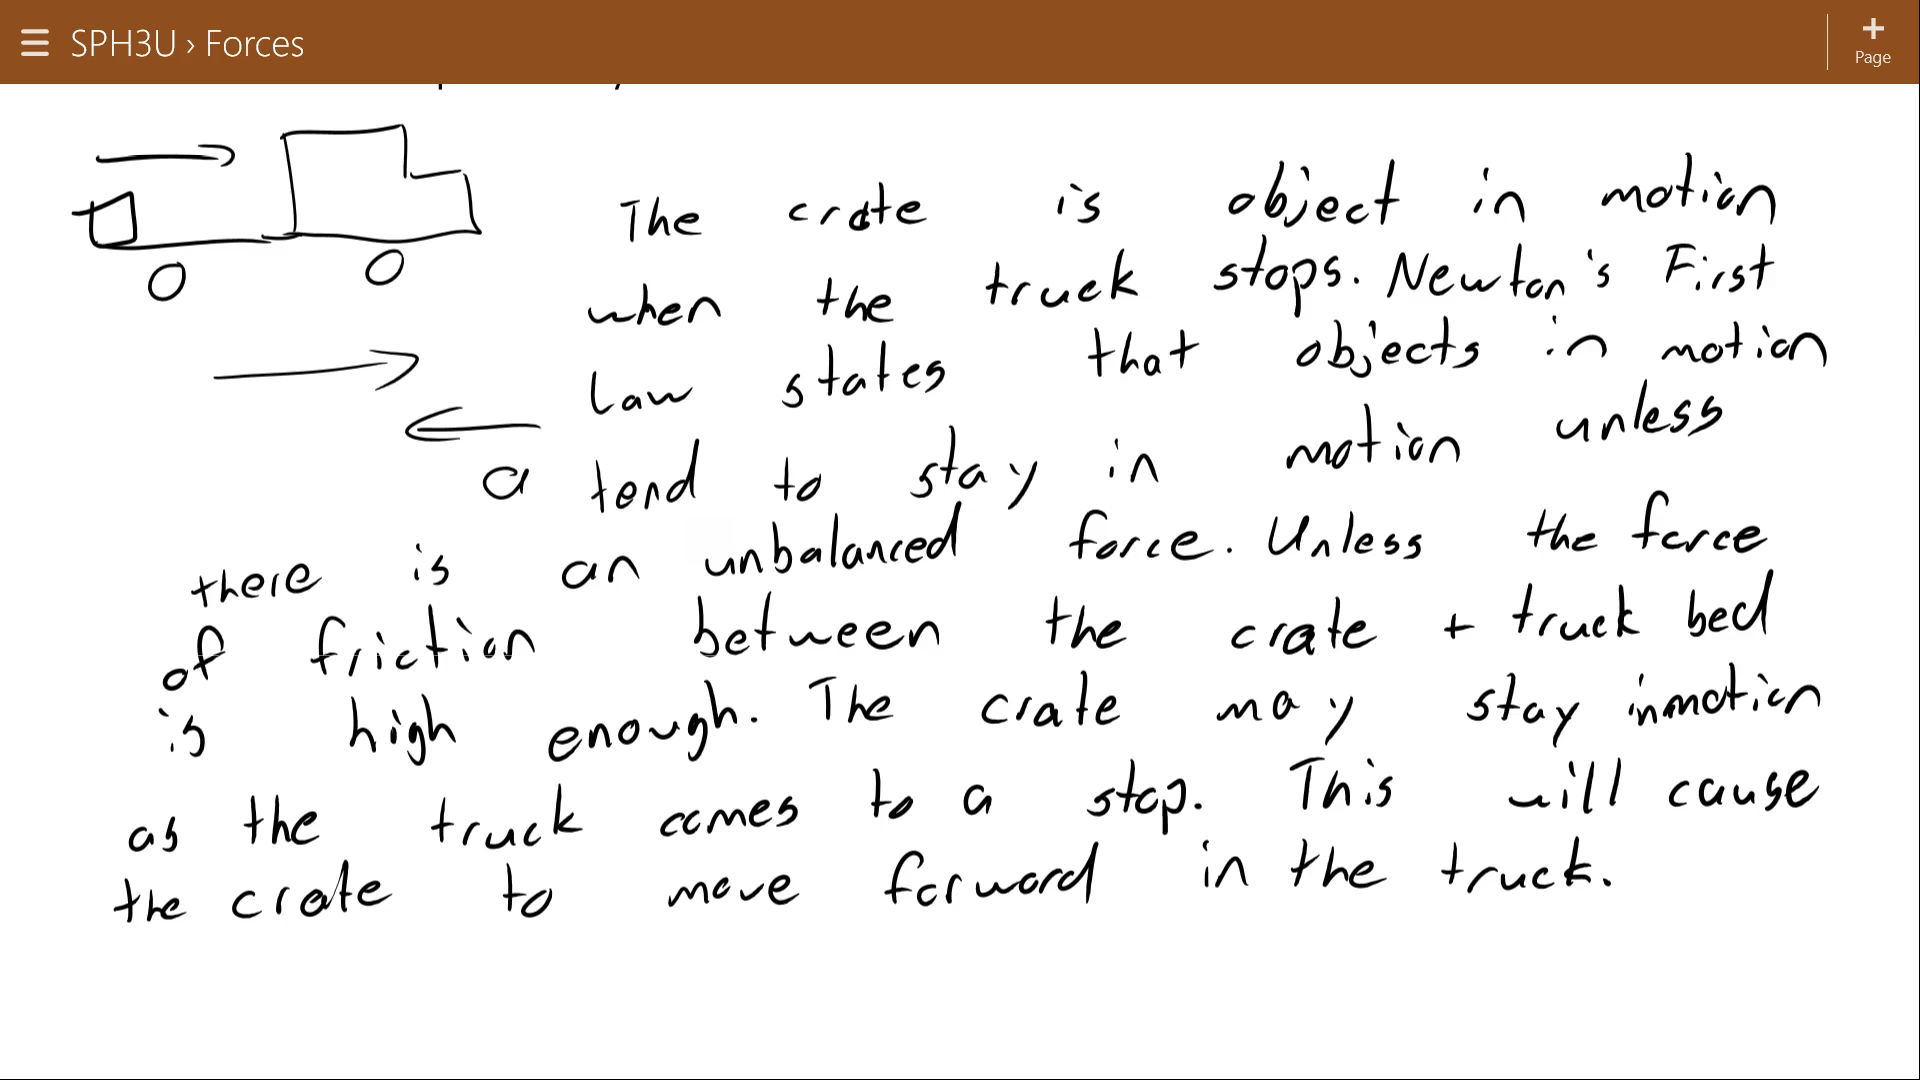 SPH3U › Forces
+
Page
The crate is object in motion
when the truck stops. Newton's First
Law states that objects in motion
a tend to stay in motion unless
there is an unbalanced force. Unless the force
of friction between the crate + truck bed
is high enough. The crate may stay in motion
as the truck comes to a stop. This will cause
the crate to move forward in the truck.